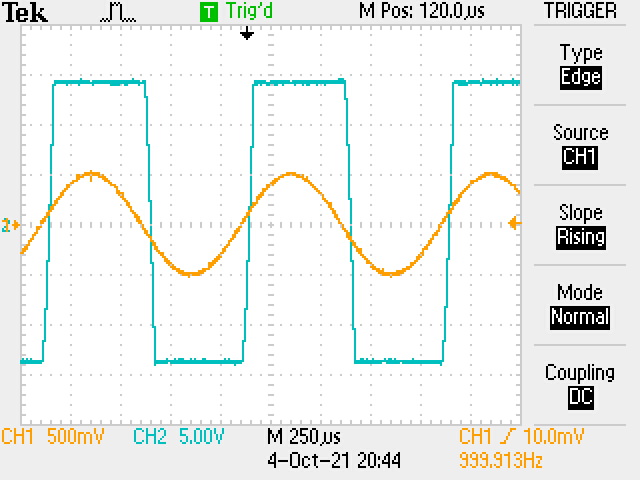 Tek T Trig'd M Pos: 120.0µs TRIGGER
Type
Edge
Source
CH1
Slope
Rising
Mode
Normal
Coupling
DC
2
CH1 500mV CH2 5.00V M 250µs CH1 10.0mV
4-Oct-21 20:44 999.913Hz